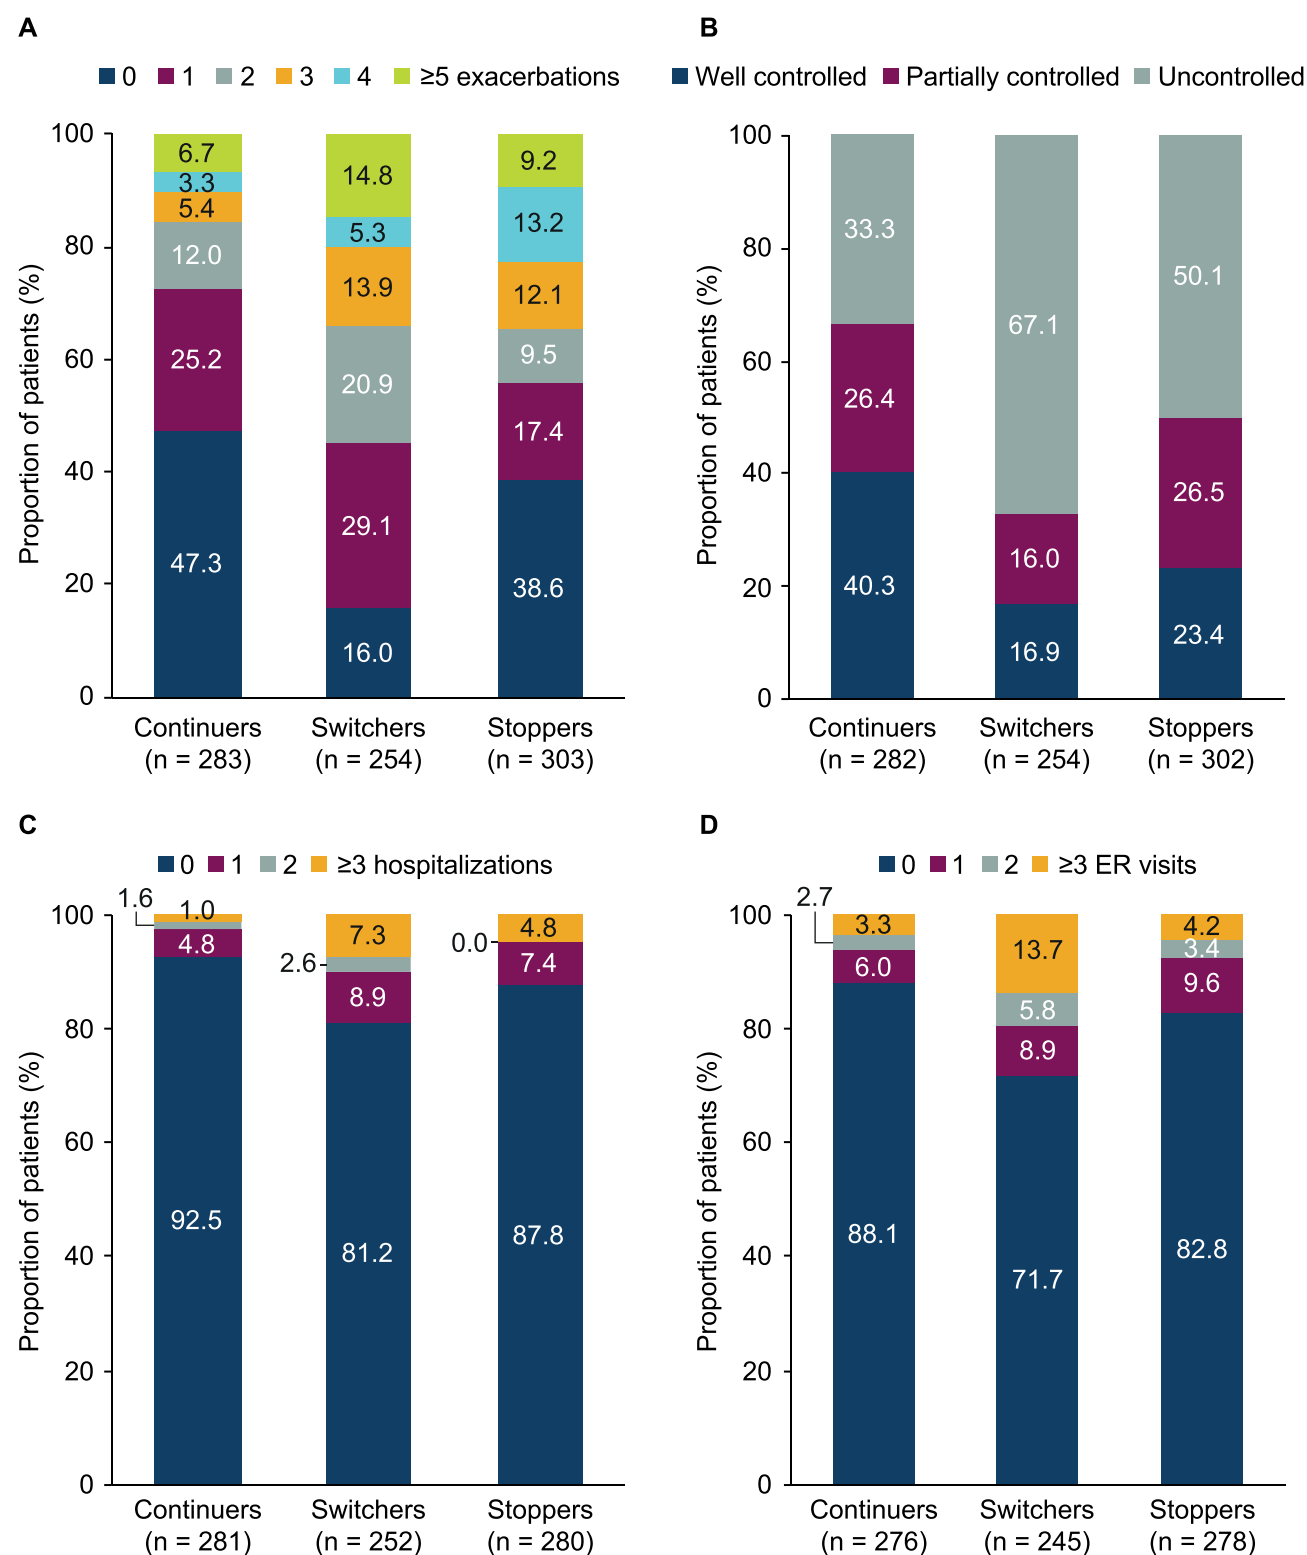 A
0 1 2 3 4 ≥5 exacerbations
Proportion of patients (%)
100
80
60
40
20
0
6.7
3.3
5.4
12.0
25.2
47.3
14.8
5.3
13.9
20.9
29.1
16.0
9.2
13.2
12.1
9.5
17.4
38.6
Continuers
(n = 283)
Switchers
(n = 254)
Stoppers
(n = 303)
B
Well controlled Partially controlled Uncontrolled
Proportion of patients (%)
100
80
60
40
20
0
33.3
26.4
40.3
67.1
16.0
16.9
50.1
26.5
23.4
Continuers
(n = 282)
Switchers
(n = 254)
Stoppers
(n = 302)
C
0 1 2 ≥3 hospitalizations
Proportion of patients (%)
100
80
60
40
20
0
1.6
1.0
4.8
92.5
7.3
2.6
8.9
81.2
4.8
0.0
7.4
87.8
Continuers
(n = 281)
Switchers
(n = 252)
Stoppers
(n = 280)
D
0 1 2 ≥3 ER visits
Proportion of patients (%)
100
80
60
40
20
0
2.7
3.3
6.0
88.1
13.7
5.8
8.9
71.7
4.2
3.4
9.6
82.8
Continuers
(n = 276)
Switchers
(n = 245)
Stoppers
(n = 278)